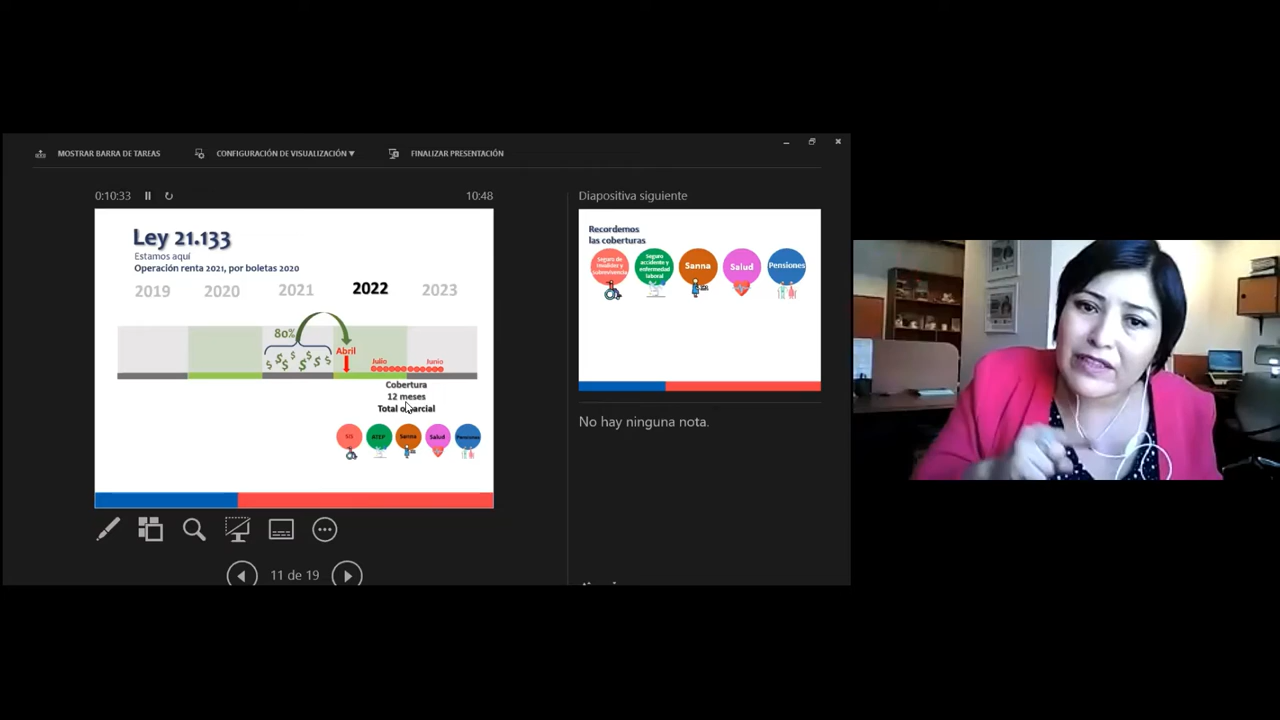 MOSTRAR BARRA DE TAREAS
CONFIGURACIÓN DE VISUALIZACIÓN
FINALIZAR PRESENTACIÓN
0:10:33
10:48
Diapositiva siguiente
Ley 21.133
Estamos aquí
Operación renta 2021, por boletas 2020
2019
2020
2021
2022
2023
80%
$ $ $ $ $ $ $ $
Abril
Julio
Junio
Cobertura
12 meses
Total o parcial
SIS
ATEP
Sanna
Salud
Pensiones
Recordemos
las coberturas
Seguro de
invalidez y
sobrevivencia
Seguro
accidente y
enfermedad
laboral
Sanna
Salud
Pensiones
No hay ninguna nota.
11 de 19